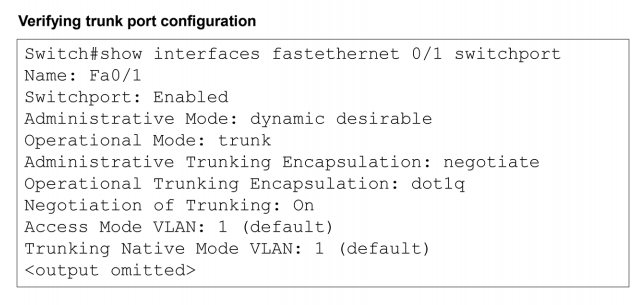 Verifying trunk port configuration
Switch#show interfaces fastethernet 0/1 switchport
Name: Fa0/1
Switchport: Enabled
Administrative Mode: dynamic desirable
Operational Mode: trunk
Administrative Trunking Encapsulation: negotiate
Operational Trunking Encapsulation: dot1q
Negotiation of Trunking: On
Access Mode VLAN: 1 (default)
Trunking Native Mode VLAN: 1 (default)
<output omitted>